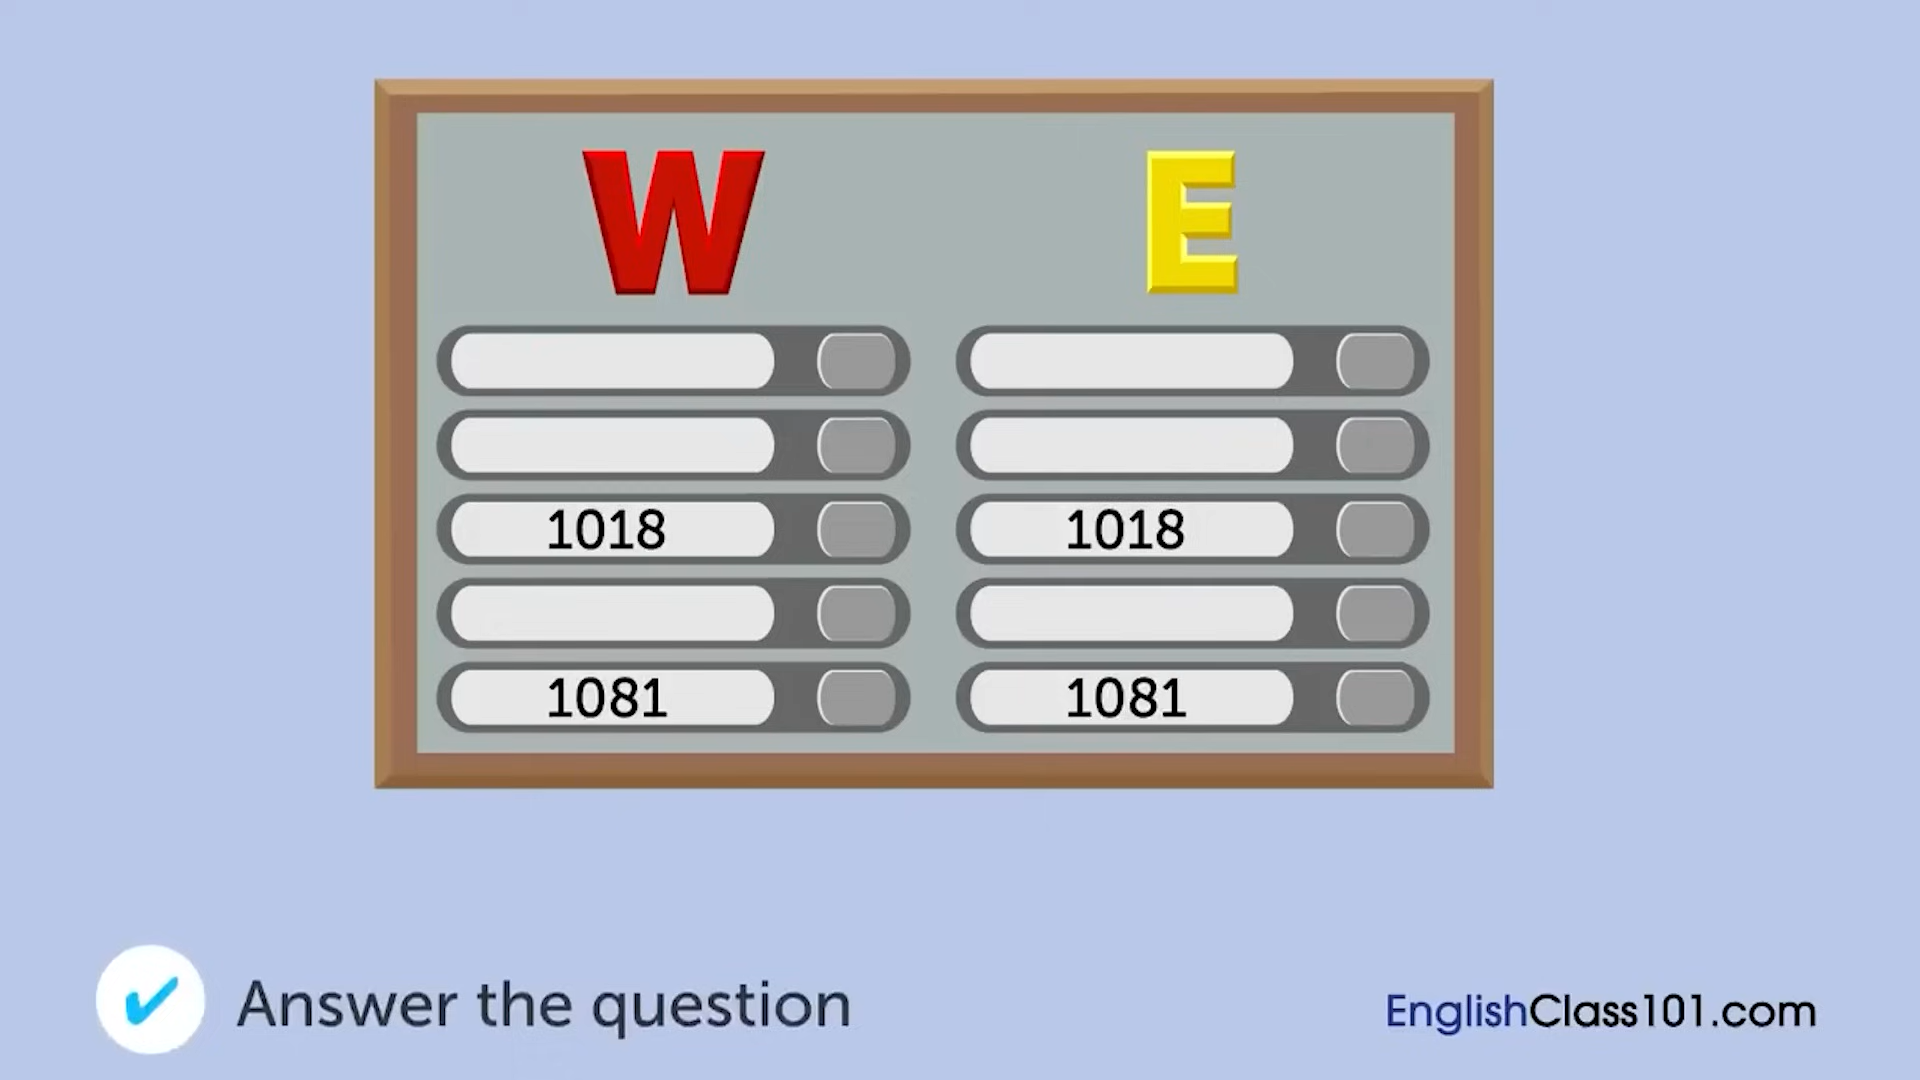 W E
1018 1018
1081 1081
Answer the question
EnglishClass101.com